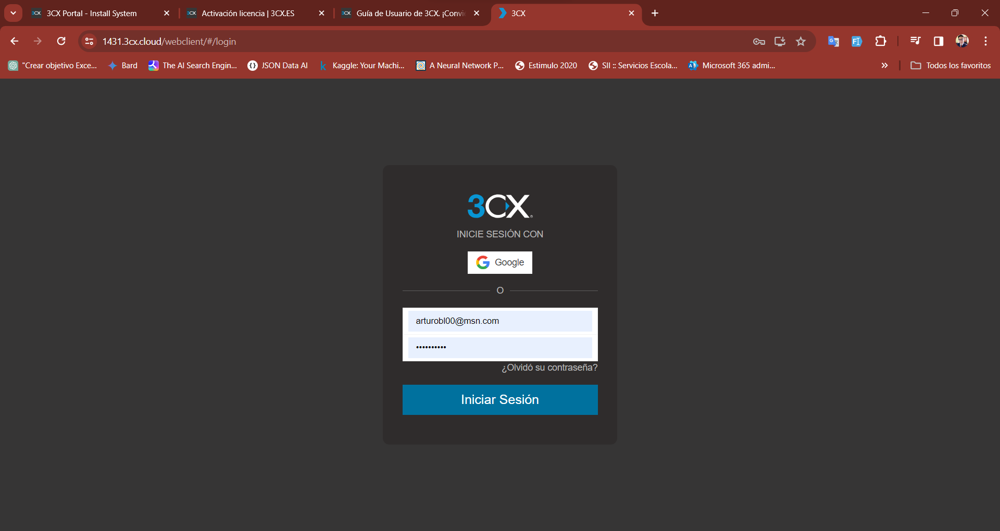 3CX Portal - Install System
Activación licencia | 3CX.ES
Guía de Usuario de 3CX. ¡Convi
3CX
1431.3cx.cloud/webclient/#/login
"Crear objetivo Exce...
Bard
The AI Search Engin...
JSON Data AI
Kaggle: Your Machi...
A Neural Network P...
Estimulo 2020
SII :: Servicios Escola...
Microsoft 365 admi...
Todos los favoritos
3CX
INICIE SESIÓN CON
Google
O
arturobl00@msn.com
••••••••••
¿Olvidó su contraseña?
Iniciar Sesión